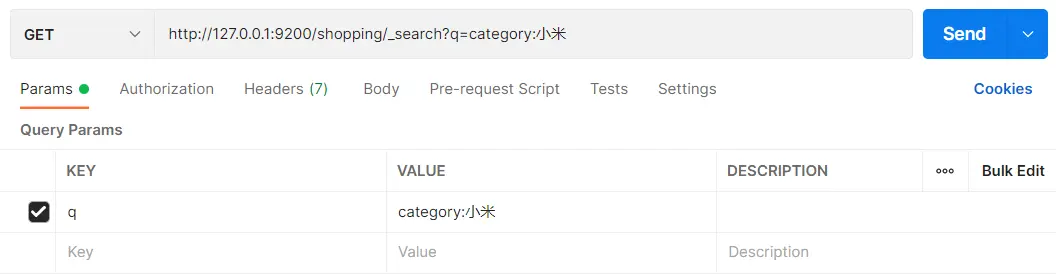 GET http://127.0.0.1:9200/shopping/_search?q=category:小米 Send
Params Authorization Headers (7) Body Pre-request Script Tests Settings Cookies
Query Params
KEY VALUE DESCRIPTION Bulk Edit
q category:小米
Key Value Description